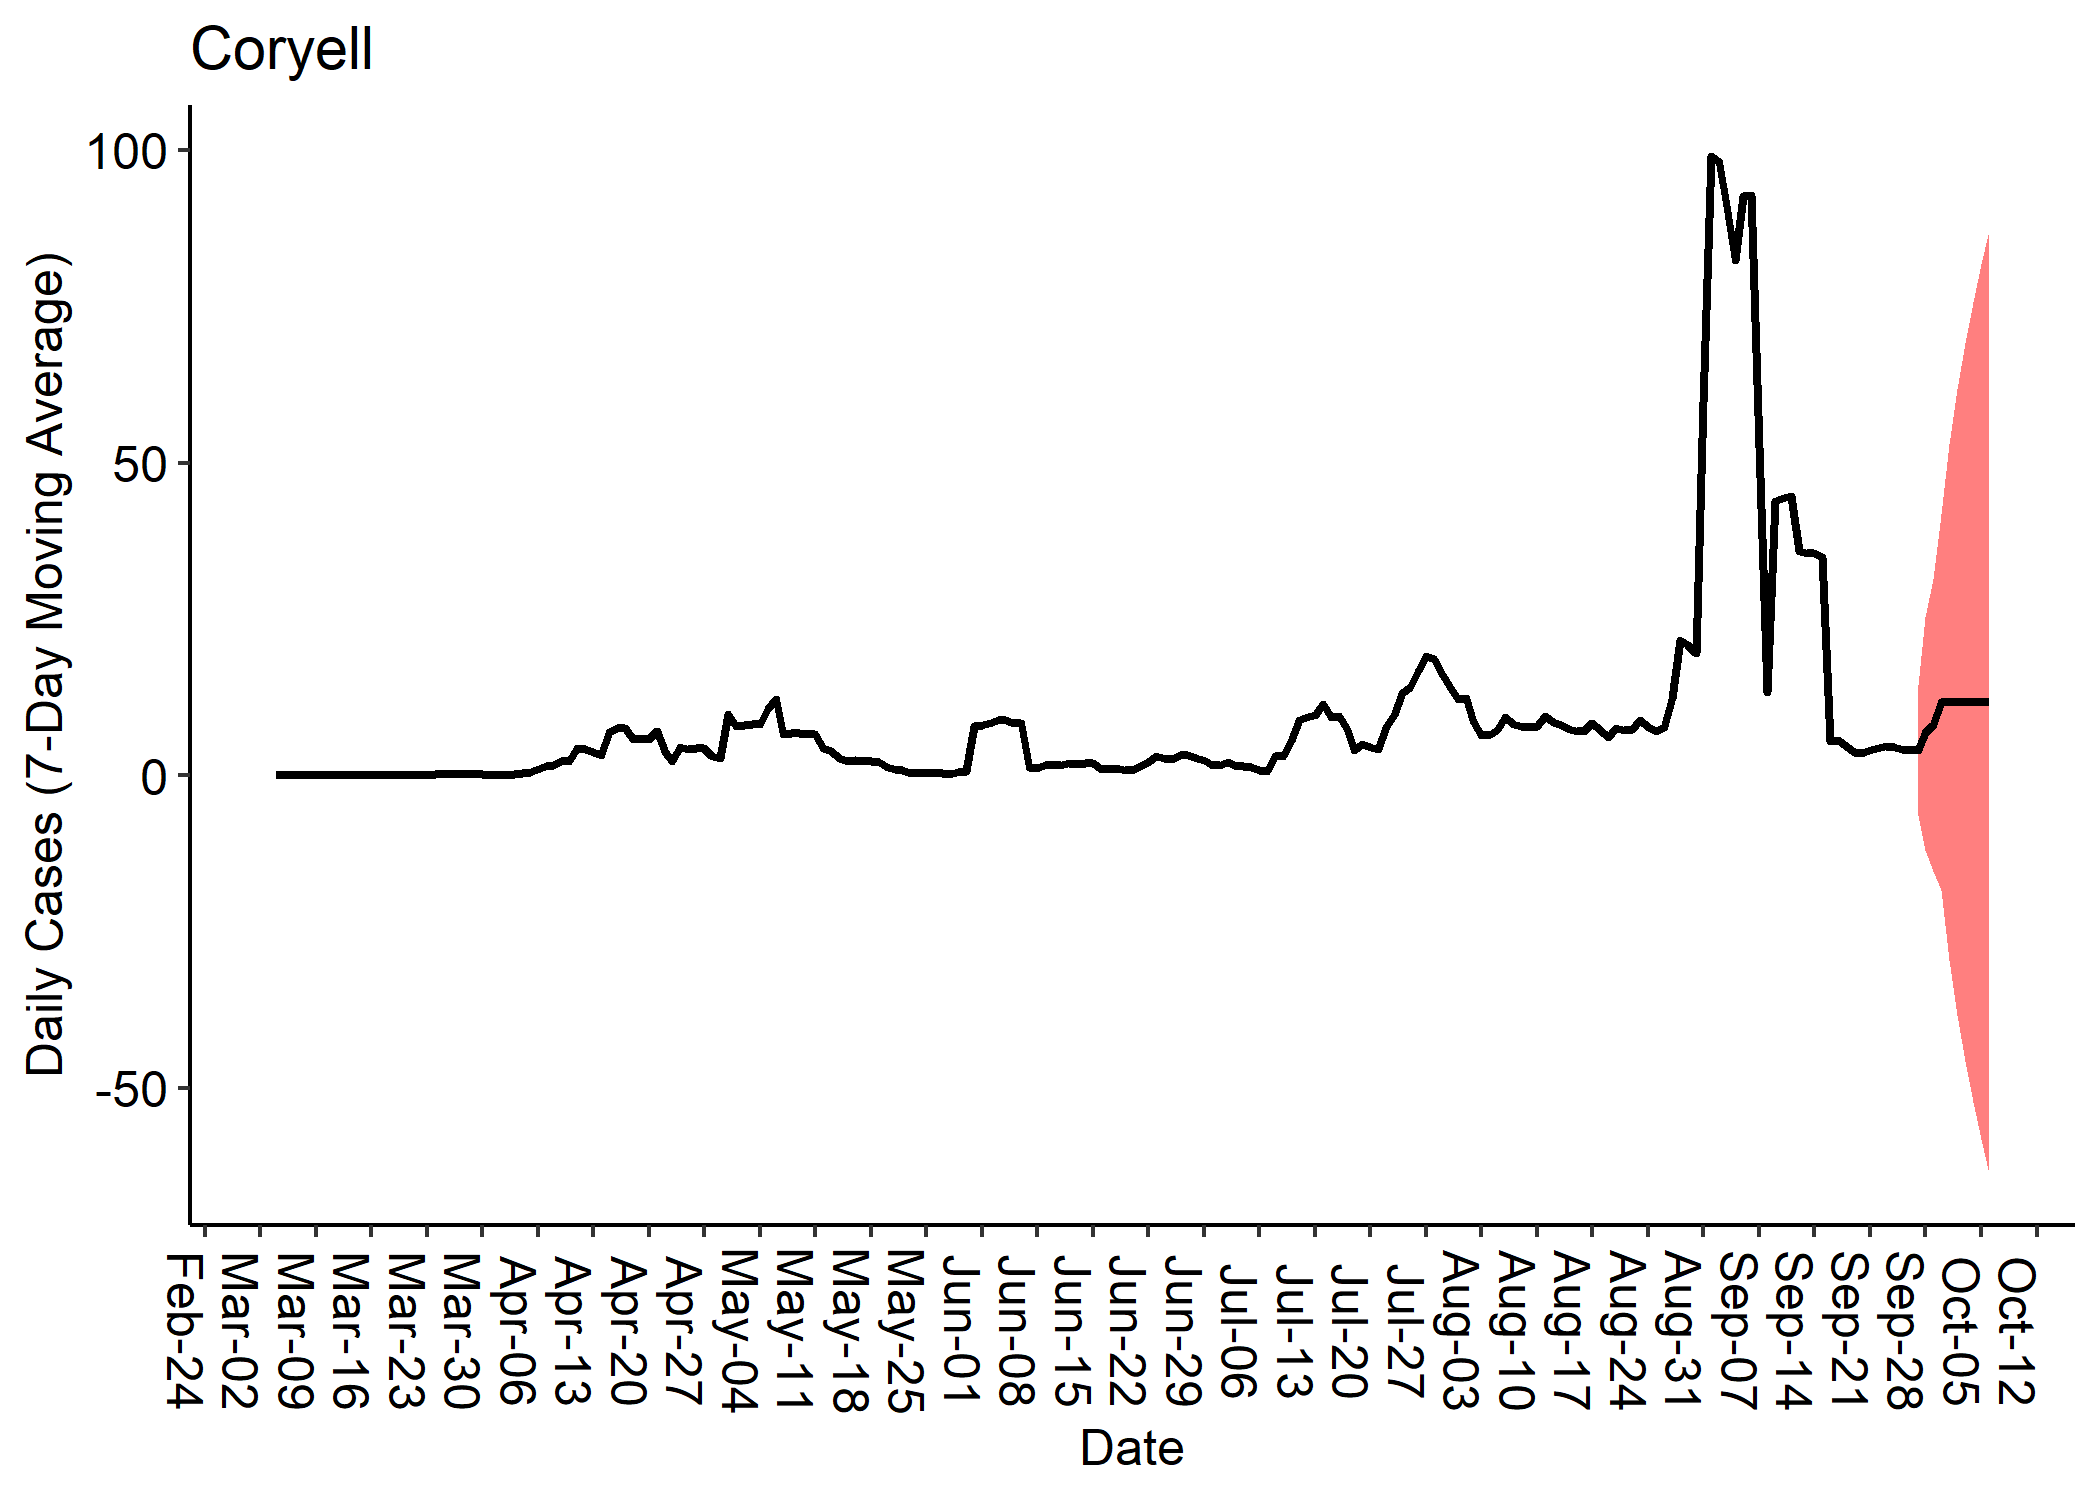 Coryell
Daily Cases (7-Day Moving Average)
100
50
0
-50
Feb-24
Mar-02
Mar-09
Mar-16
Mar-23
Mar-30
Apr-06
Apr-13
Apr-20
Apr-27
May-04
May-11
May-18
May-25
Jun-01
Jun-08
Jun-15
Jun-22
Jun-29
Jul-06
Jul-13
Jul-20
Jul-27
Aug-03
Aug-10
Aug-17
Aug-24
Aug-31
Sep-07
Sep-14
Sep-21
Sep-28
Oct-05
Oct-12
Date